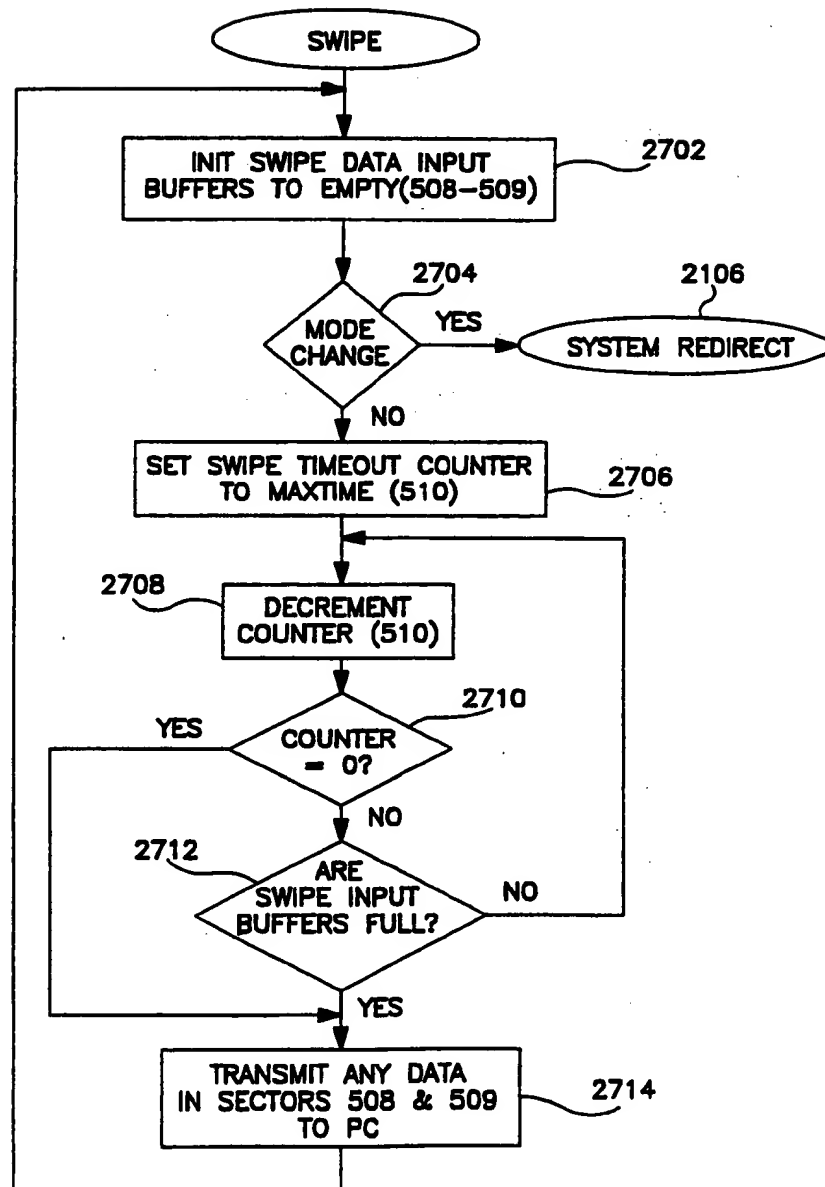 SWIPE
INIT SWIPE DATA INPUT
BUFFERS TO EMPTY(508-509)
2702
2704
MODE
CHANGE
YES
2106
SYSTEM REDIRECT
NO
SET SWIPE TIMEOUT COUNTER
TO MAXTIME (510)
2706
2708
DECREMENT
COUNTER (510)
2710
YES
COUNTER
= 0?
NO
2712
ARE
SWIPE INPUT
BUFFERS FULL?
NO
YES
TRANSMIT ANY DATA
IN SECTORS 508 & 509
TO PC
2714